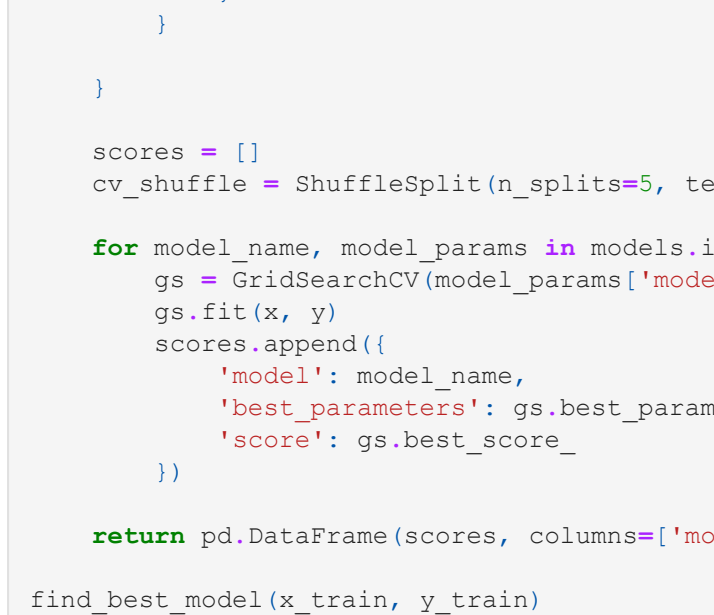 }
}
scores = []
cv_shuffle = ShuffleSplit(n_splits=5, te
for model_name, model_params in models.i
gs = GridSearchCV(model_params['mode
gs.fit(x, y)
scores.append({
'model': model_name,
'best_parameters': gs.best_param
'score': gs.best_score_
})
return pd.DataFrame(scores, columns=['mo
find_best_model(x_train, y_train)